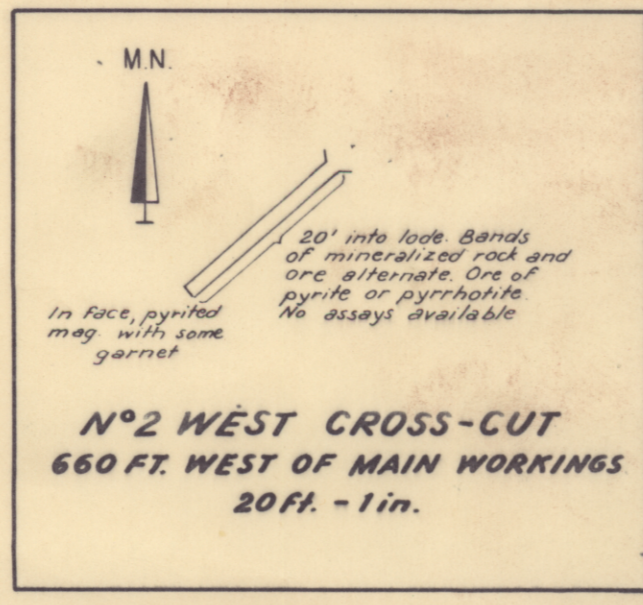 M.N.
20' into lode. Bands
of mineralized rock and
ore alternate. Ore of
pyrite or pyrrhotite.
No assays available
In face, pyrited
mag. with some
garnet
Nº2 WEST CROSS-CUT
660 FT. WEST OF MAIN WORKINGS
20 Ft. - 1 in.